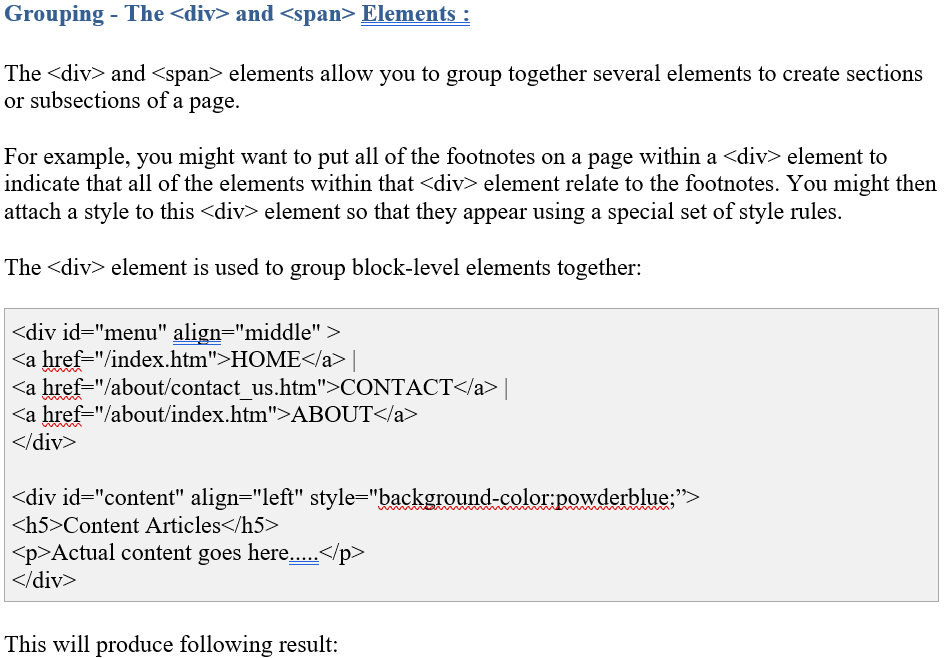 Grouping - The <div> and <span> Elements :
The <div> and <span> elements allow you to group together several elements to create sections
or subsections of a page.
For example, you might want to put all of the footnotes on a page within a <div> element to
indicate that all of the elements within that <div> element relate to the footnotes. You might then
attach a style to this <div> element so that they appear using a special set of style rules.
The <div> element is used to group block-level elements together:
<div id="menu" align="middle" >
<a href="/index.htm">HOME</a> |
<a href="/about/contact_us.htm">CONTACT</a> |
<a href="/about/index.htm">ABOUT</a>
</div>
<div id="content" align="left" style="background-color:powderblue;”>
<h5>Content Articles</h5>
<p>Actual content goes here.....</p>
</div>
This will produce following result: